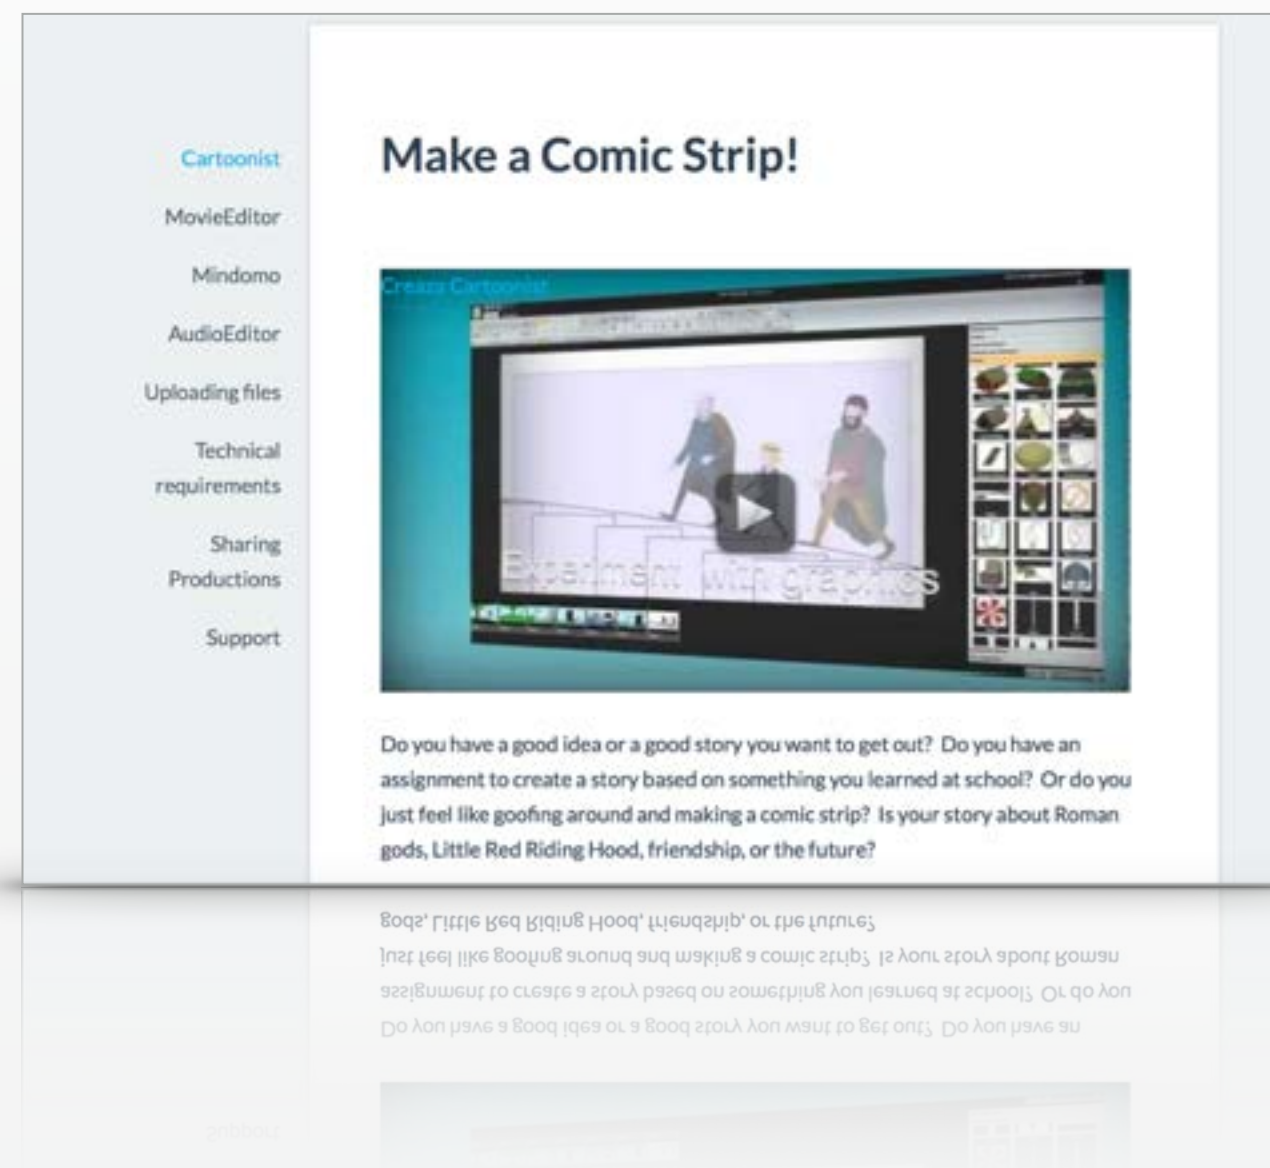 Cartoonist
MovieEditor
Mindomo
AudioEditor
Uploading files
Technical
requirements
Sharing
Productions
Support
Make a Comic Strip!
Creaza Cartoonist
Experiment with graphics
Do you have a good idea or a good story you want to get out? Do you have an
assignment to create a story based on something you learned at school? Or do you
just feel like goofing around and making a comic strip? Is your story about Roman
gods, Little Red Riding Hood, friendship, or the future?